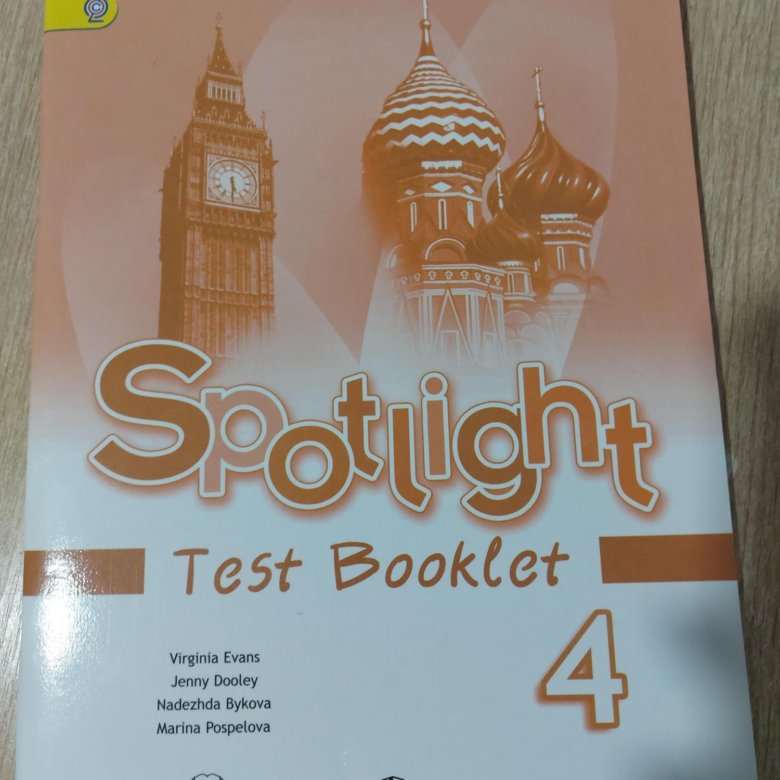 Spotlight
Test Booklet
4
Virginia Evans
Jenny Dooley
Nadezhda Bykova
Marina Pospelova